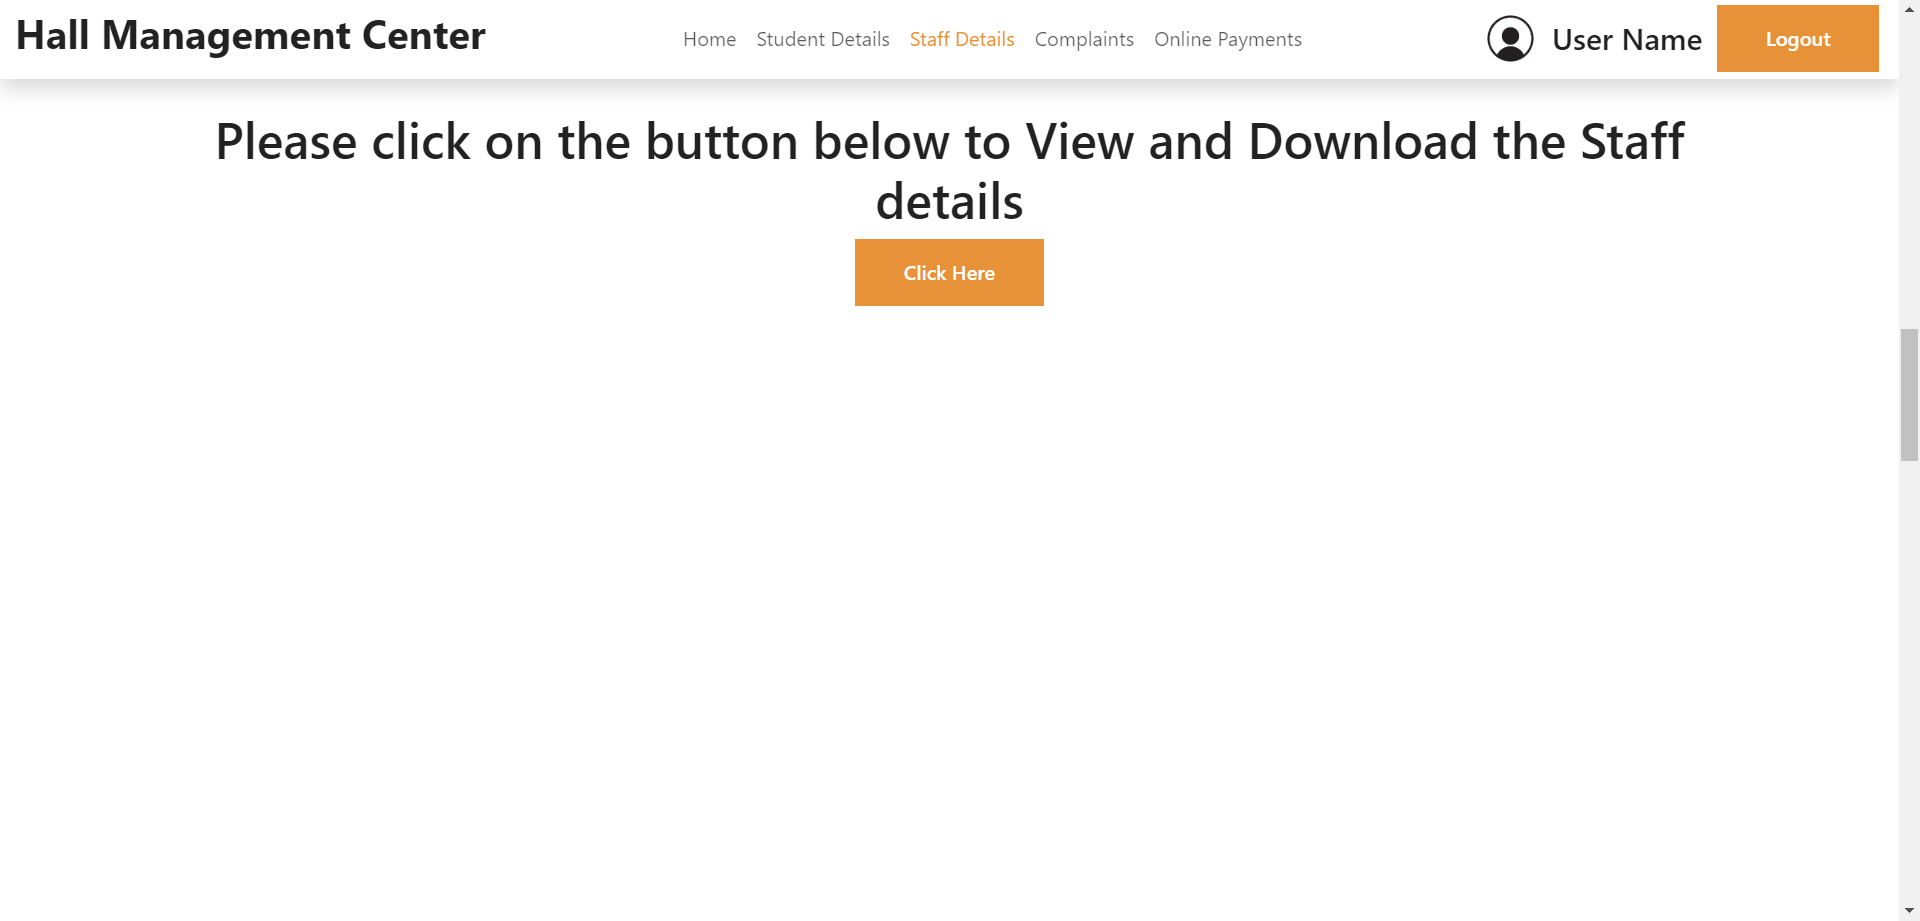 Hall Management Center
Home Student Details Staff Details Complaints Online Payments
User Name
Logout
Please click on the button below to View and Download the Staff
details
Click Here